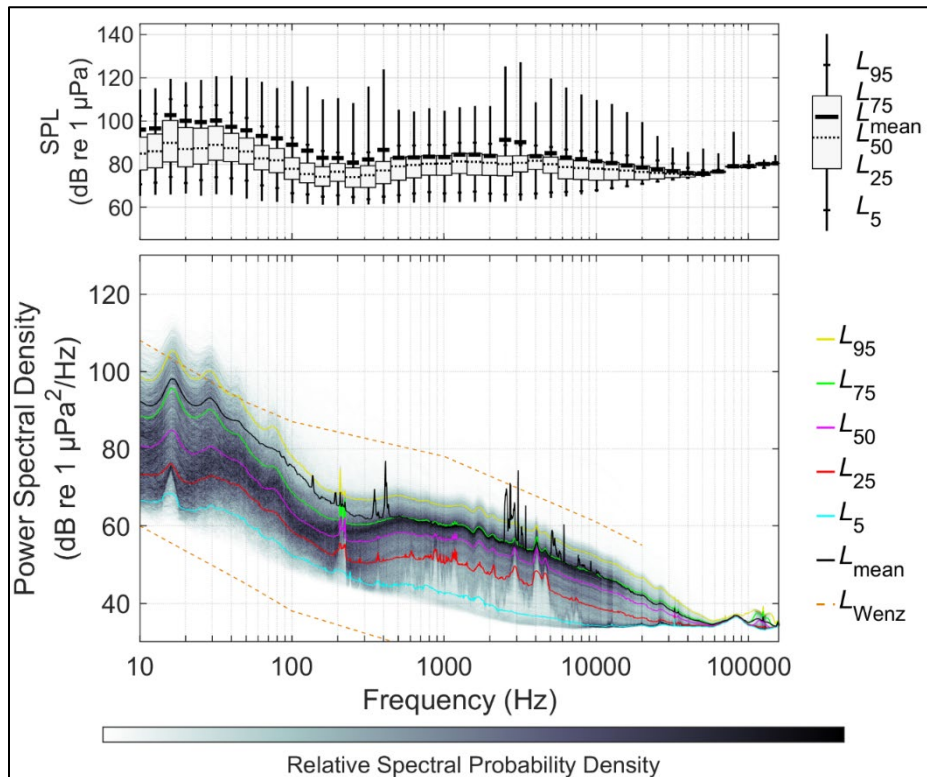 140
120
100
80
60
SPL
(dB re 1 µPa)
L95
L75
Lmean
L50
L25
L5
120
100
80
60
40
Power Spectral Density
(dB re 1 µPa²/Hz)
10
100
1000
10000
100000
Frequency (Hz)
L95
L75
L50
L25
L5
Lmean
LWenz
Relative Spectral Probability Density